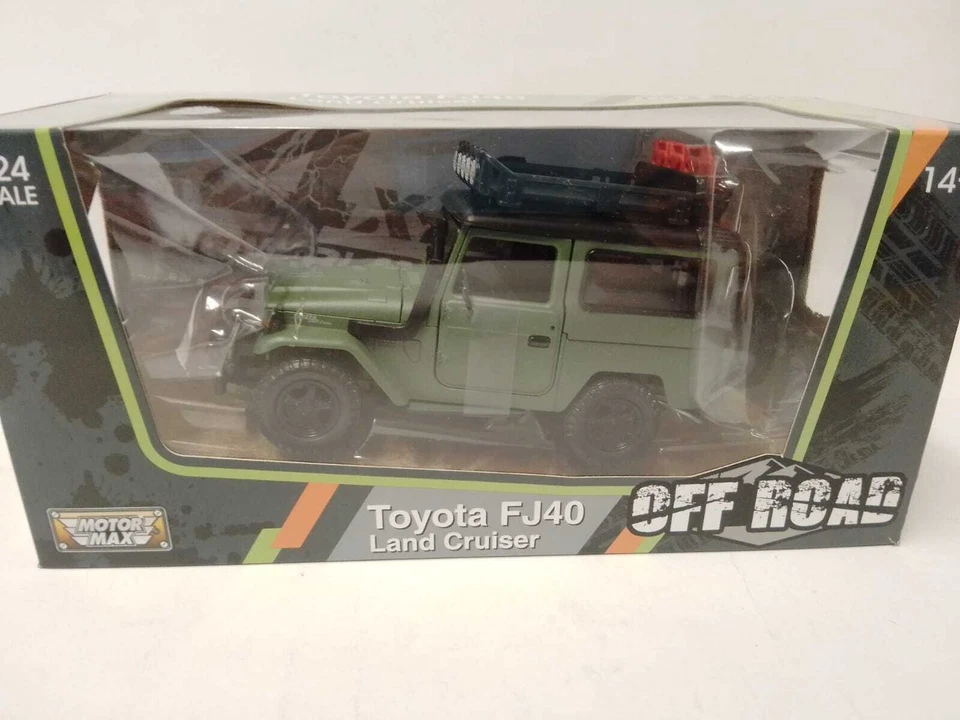 24
ALE
14+
MOTOR
MAX
Toyota FJ40
Land Cruiser
OFF ROAD